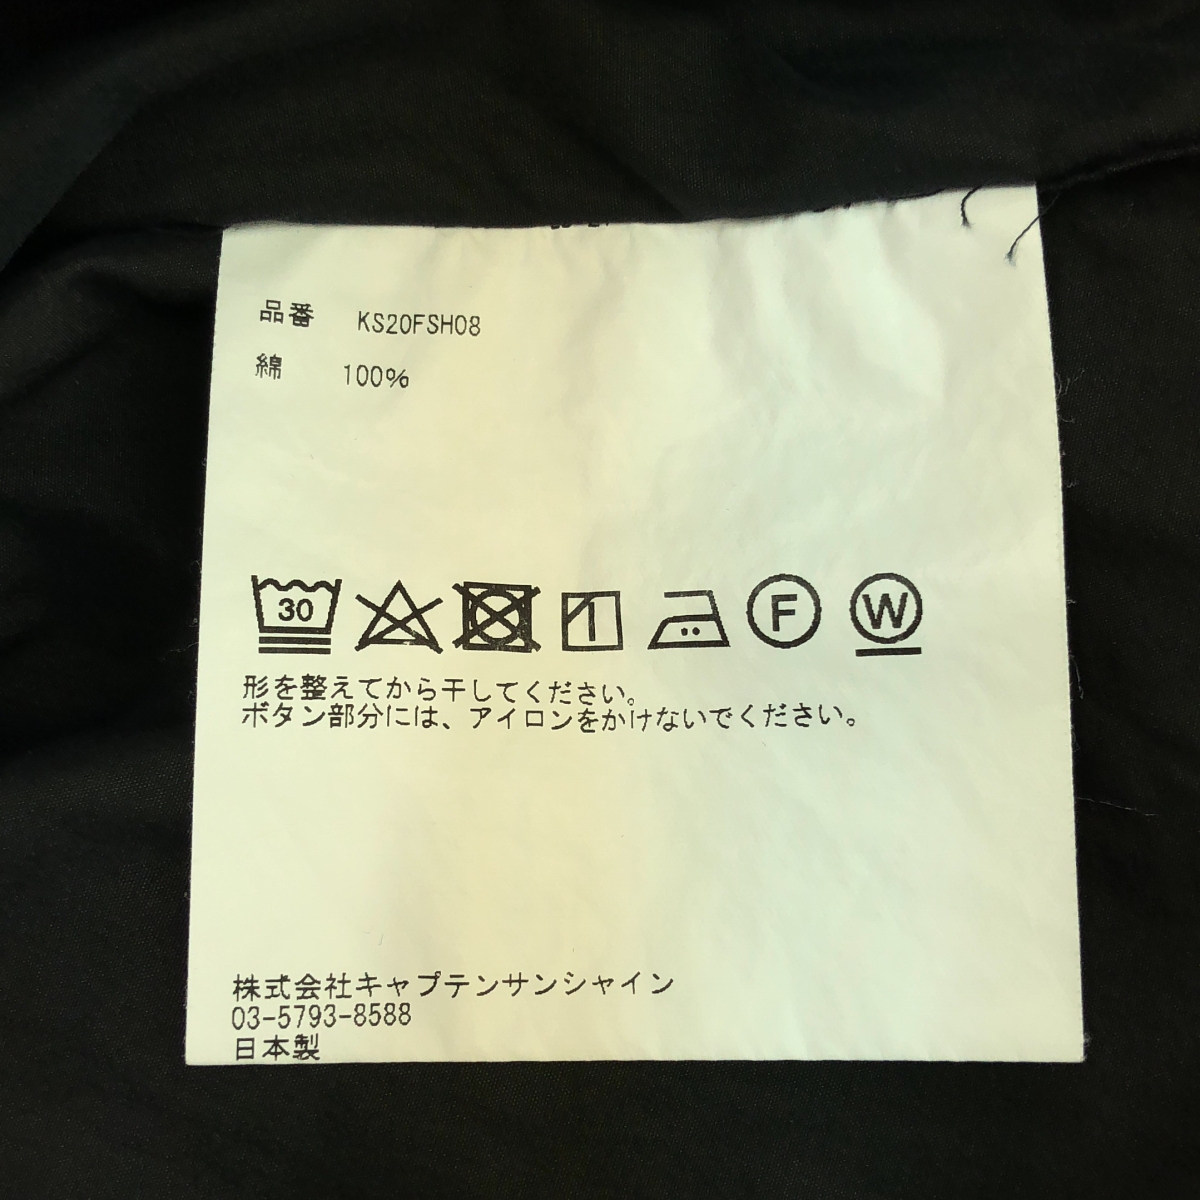 品番 KS20FSH08
綿 100%
30 F W
形を整えてから干してください。
ボタン部分には、アイロンをかけないでください。
株式会社キャプテンサンシャイン
03-5793-8588
日本製